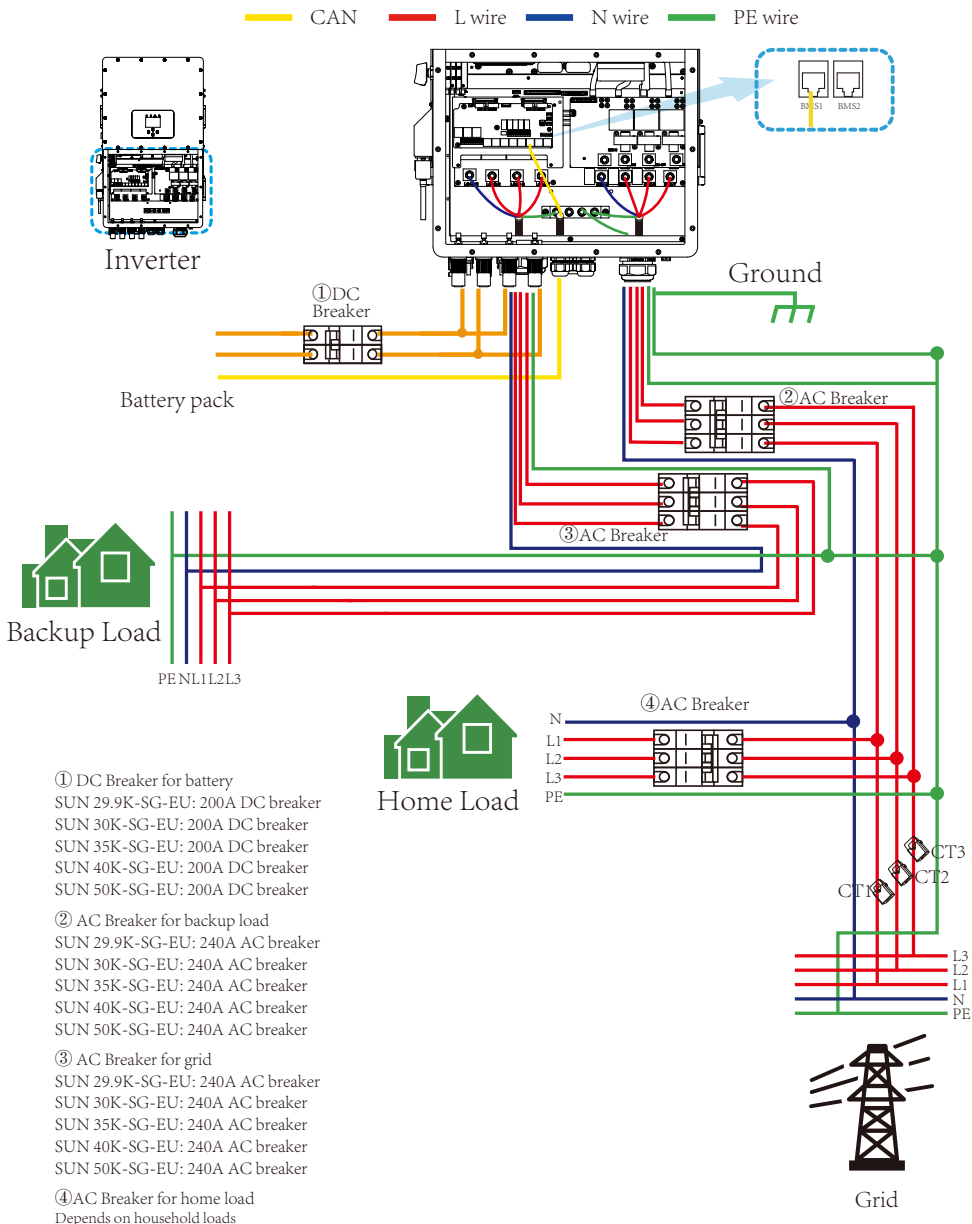 CAN L wire N wire PE wire
BMS1 BMS2
Inverter
Ground
①DC
Breaker
Battery pack
②AC Breaker
③AC Breaker
Backup Load
PE N L1 L2 L3
④AC Breaker
N
L1
L2
L3
PE
Home Load
CT3
CT2
CT1
L3
L2
L1
N
PE
① DC Breaker for battery
SUN 29.9K-SG-EU: 200A DC breaker
SUN 30K-SG-EU: 200A DC breaker
SUN 35K-SG-EU: 200A DC breaker
SUN 40K-SG-EU: 200A DC breaker
SUN 50K-SG-EU: 200A DC breaker
② AC Breaker for backup load
SUN 29.9K-SG-EU: 240A AC breaker
SUN 30K-SG-EU: 240A AC breaker
SUN 35K-SG-EU: 240A AC breaker
SUN 40K-SG-EU: 240A AC breaker
SUN 50K-SG-EU: 240A AC breaker
③ AC Breaker for grid
SUN 29.9K-SG-EU: 240A AC breaker
SUN 30K-SG-EU: 240A AC breaker
SUN 35K-SG-EU: 240A AC breaker
SUN 40K-SG-EU: 240A AC breaker
SUN 50K-SG-EU: 240A AC breaker
④AC Breaker for home load
Depends on household loads
Grid